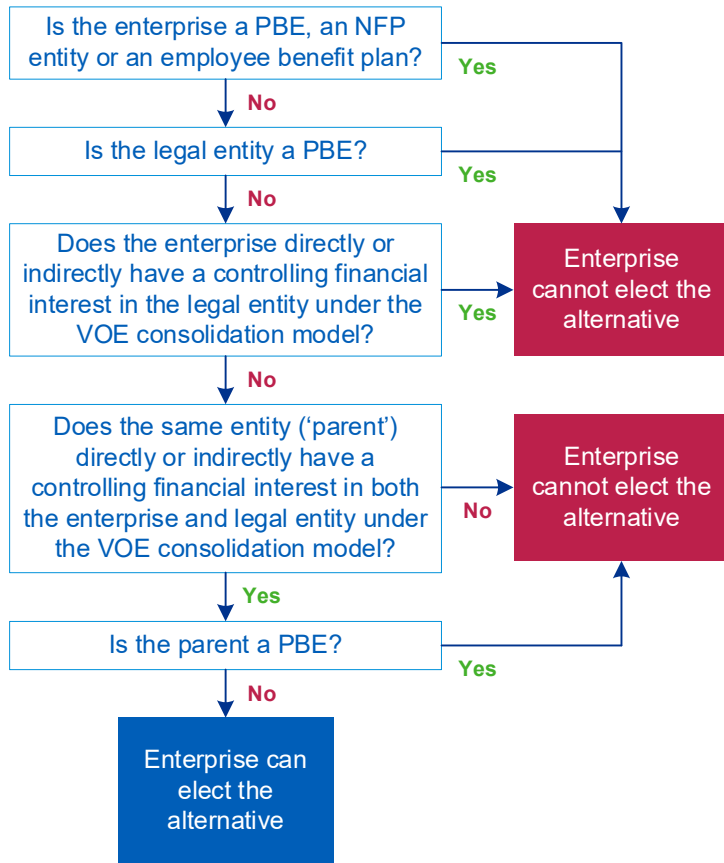 Is the enterprise a PBE, an NFP
entity or an employee benefit plan?
Yes
No
Is the legal entity a PBE?
Yes
No
Does the enterprise directly or
indirectly have a controlling financial
interest in the legal entity under the
VOE consolidation model?
Yes
Enterprise
cannot elect the
alternative
No
Does the same entity (‘parent’)
directly or indirectly have a
controlling financial interest in both
the enterprise and legal entity under
the VOE consolidation model?
No
Enterprise
cannot elect the
alternative
Yes
Is the parent a PBE?
Yes
No
Enterprise can
elect the
alternative